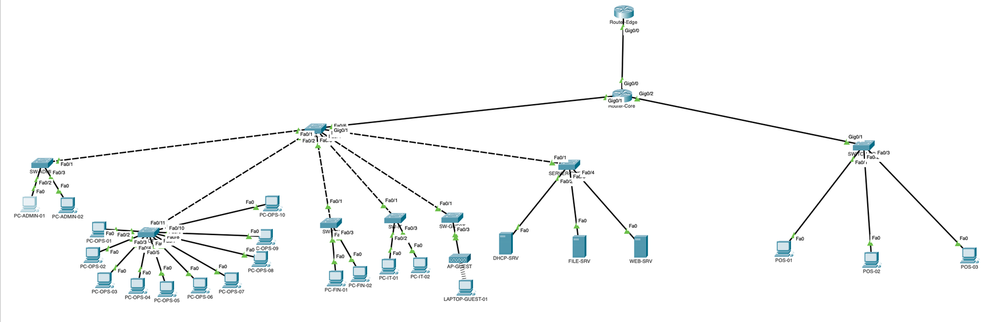 Router-Edge
Gig0/0
Gig0/0
Gig0/1
Gig0/2
Router-Core
Fa0/6
Gig0/1
Fa0/1
Fa0/2
Gig0/1
Fa0/3
Fa0/2
Fa0/1
Fa0/1
SW-ADMI
Fa0/3
Fa0/2
Fa0
Fa0
PC-ADMIN-01
PC-ADMIN-02
Fa0/1
Fa0/4
Fa0/2
Fa0
PC-OPS-10
Fa0/11
Fa0/10
Fa0/2
Fa0
PC-OPS-01
Fa0
C-OPS-09
Fa0/3
Fa0/5
Fa0
PC-OPS-02
Fa0
PC-OPS-08
Fa0
PC-OPS-03
Fa0
PC-OPS-04
Fa0
PC-OPS-05
Fa0
PC-OPS-06
Fa0
PC-OPS-07
Fa0/1
Fa0/3
Fa0
Fa0
PC-FIN-01
PC-FIN-02
Fa0/1
Fa0/3
Fa0/2
Fa0
Fa0
PC-IT-01
PC-IT-02
Fa0/1
Fa0/3
AP-GUEST
LAPTOP-GUEST-01
Fa0
DHCP-SRV
Fa0
FILE-SRV
Fa0
WEB-SRV
Fa0
POS-01
Fa0
POS-02
Fa0
POS-03